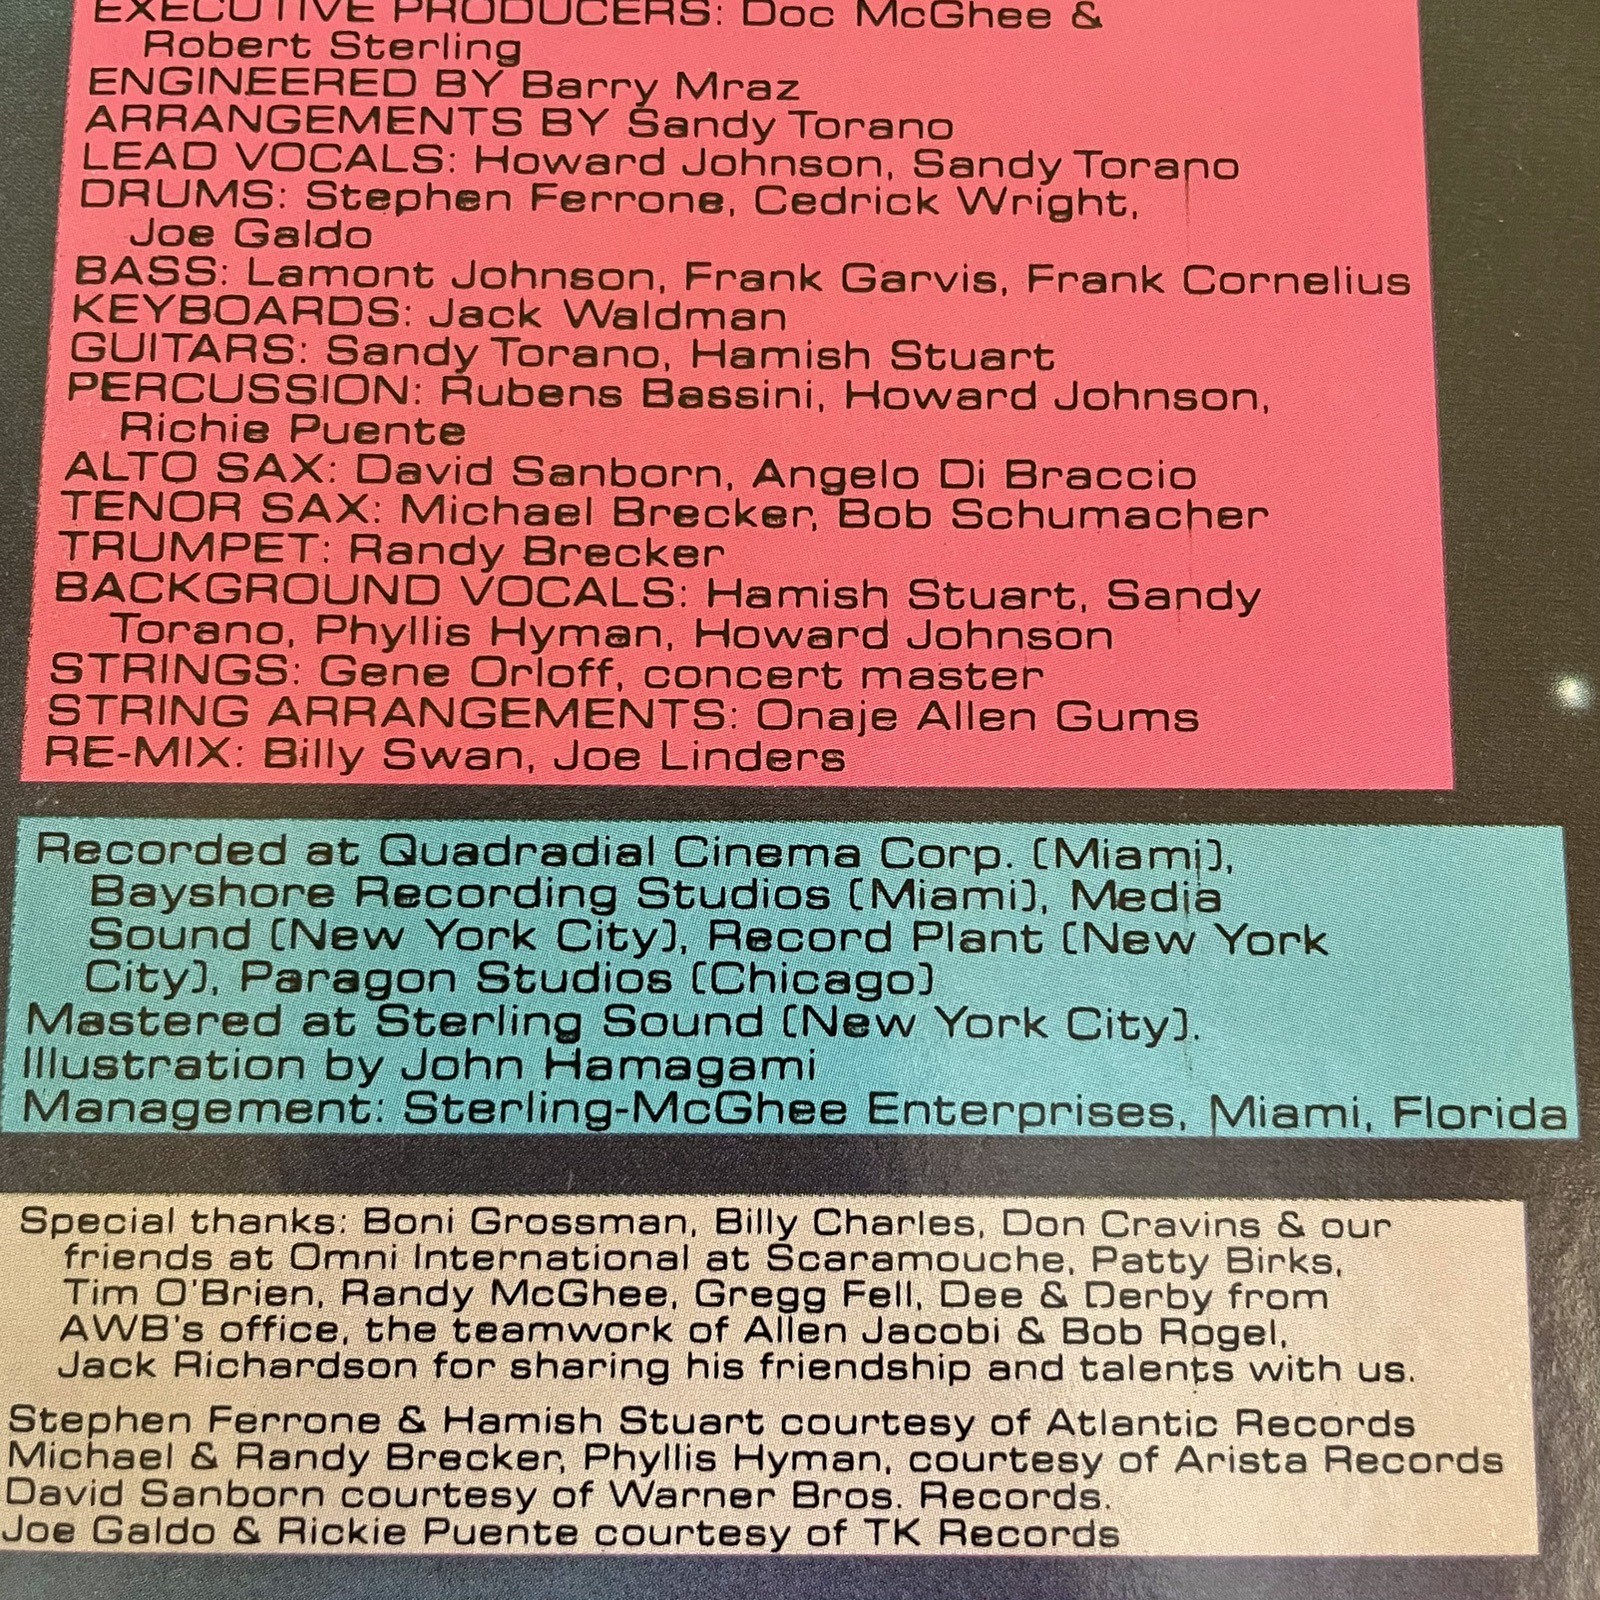 EXECUTIVE PRODUCERS: Doc McGhee &
Robert Sterling
ENGINEERED BY Barry Mraz
ARRANGEMENTS BY Sandy Torano
LEAD VOCALS: Howard Johnson, Sandy Torano
DRUMS: Stephen Ferrone, Cedrick Wright,
Joe Galdo
BASS: Lamont Johnson, Frank Garvis, Frank Cornelius
KEYBOARDS: Jack Waldman
GUITARS: Sandy Torano, Hamish Stuart
PERCUSSION: Rubens Bassini, Howard Johnson,
Richie Puente
ALTO SAX: David Sanborn, Angelo Di Braccio
TENOR SAX: Michael Brecker, Bob Schumacher
TRUMPET: Randy Brecker
BACKGROUND VOCALS: Hamish Stuart, Sandy
Torano, Phyllis Hyman, Howard Johnson
STRINGS: Gene Orloff, concert master
STRING ARRANGEMENTS: Onaje Allen Gums
RE-MIX: Billy Swan, Joe Linders
Recorded at Quadradial Cinema Corp. (Miami),
Bayshore Recording Studios (Miami), Media
Sound (New York City), Record Plant (New York
City), Paragon Studios (Chicago)
Mastered at Sterling Sound (New York City).
Illustration by John Hamagami
Management: Sterling-McGhee Enterprises, Miami, Florida
Special thanks: Boni Grossman, Billy Charles, Don Cravins & our
friends at Omni International at Scaramouche, Patty Birks,
Tim O'Brien, Randy McGhee, Gregg Fell, Dee & Derby from
AWB's office, the teamwork of Allen Jacobi & Bob Rogel,
Jack Richardson for sharing his friendship and talents with us.
Stephen Ferrone & Hamish Stuart courtesy of Atlantic Records
Michael & Randy Brecker, Phyllis Hyman, courtesy of Arista Records
David Sanborn courtesy of Warner Bros. Records.
Joe Galdo & Rickie Puente courtesy of TK Records